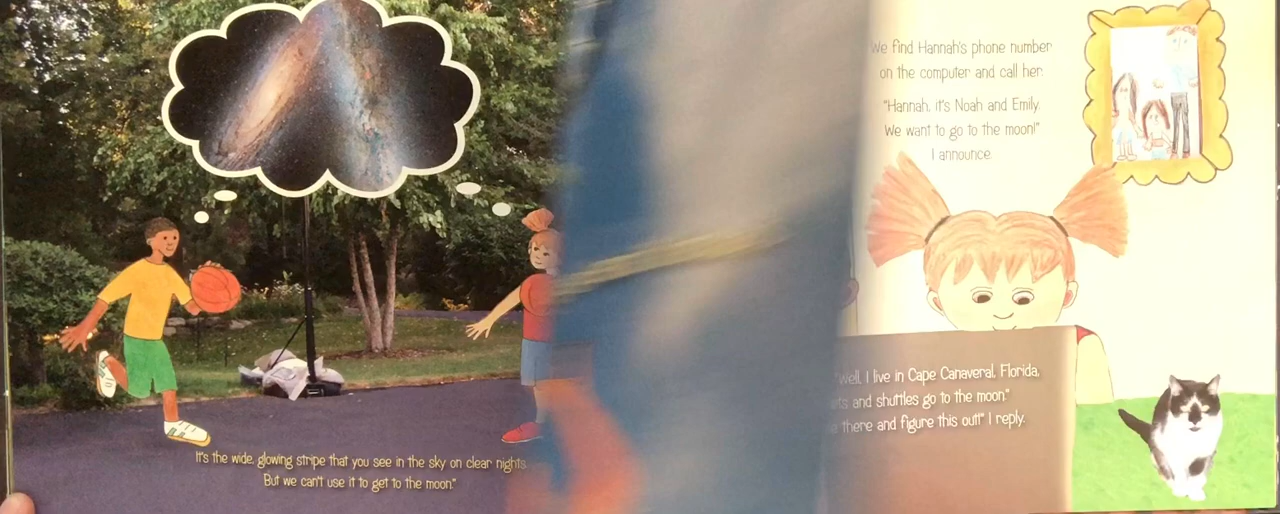 It's the wide, glowing stripe that you see in the sky on clear nights.
But we can't use it to get to the moon."
We find Hannah's phone number
on the computer and call her.
"Hannah, it's Noah and Emily.
We want to go to the moon!"
I announce.
"Well, I live in Cape Canaveral, Florida,
and shuttles go to the moon."
there and figure this out!" I reply.